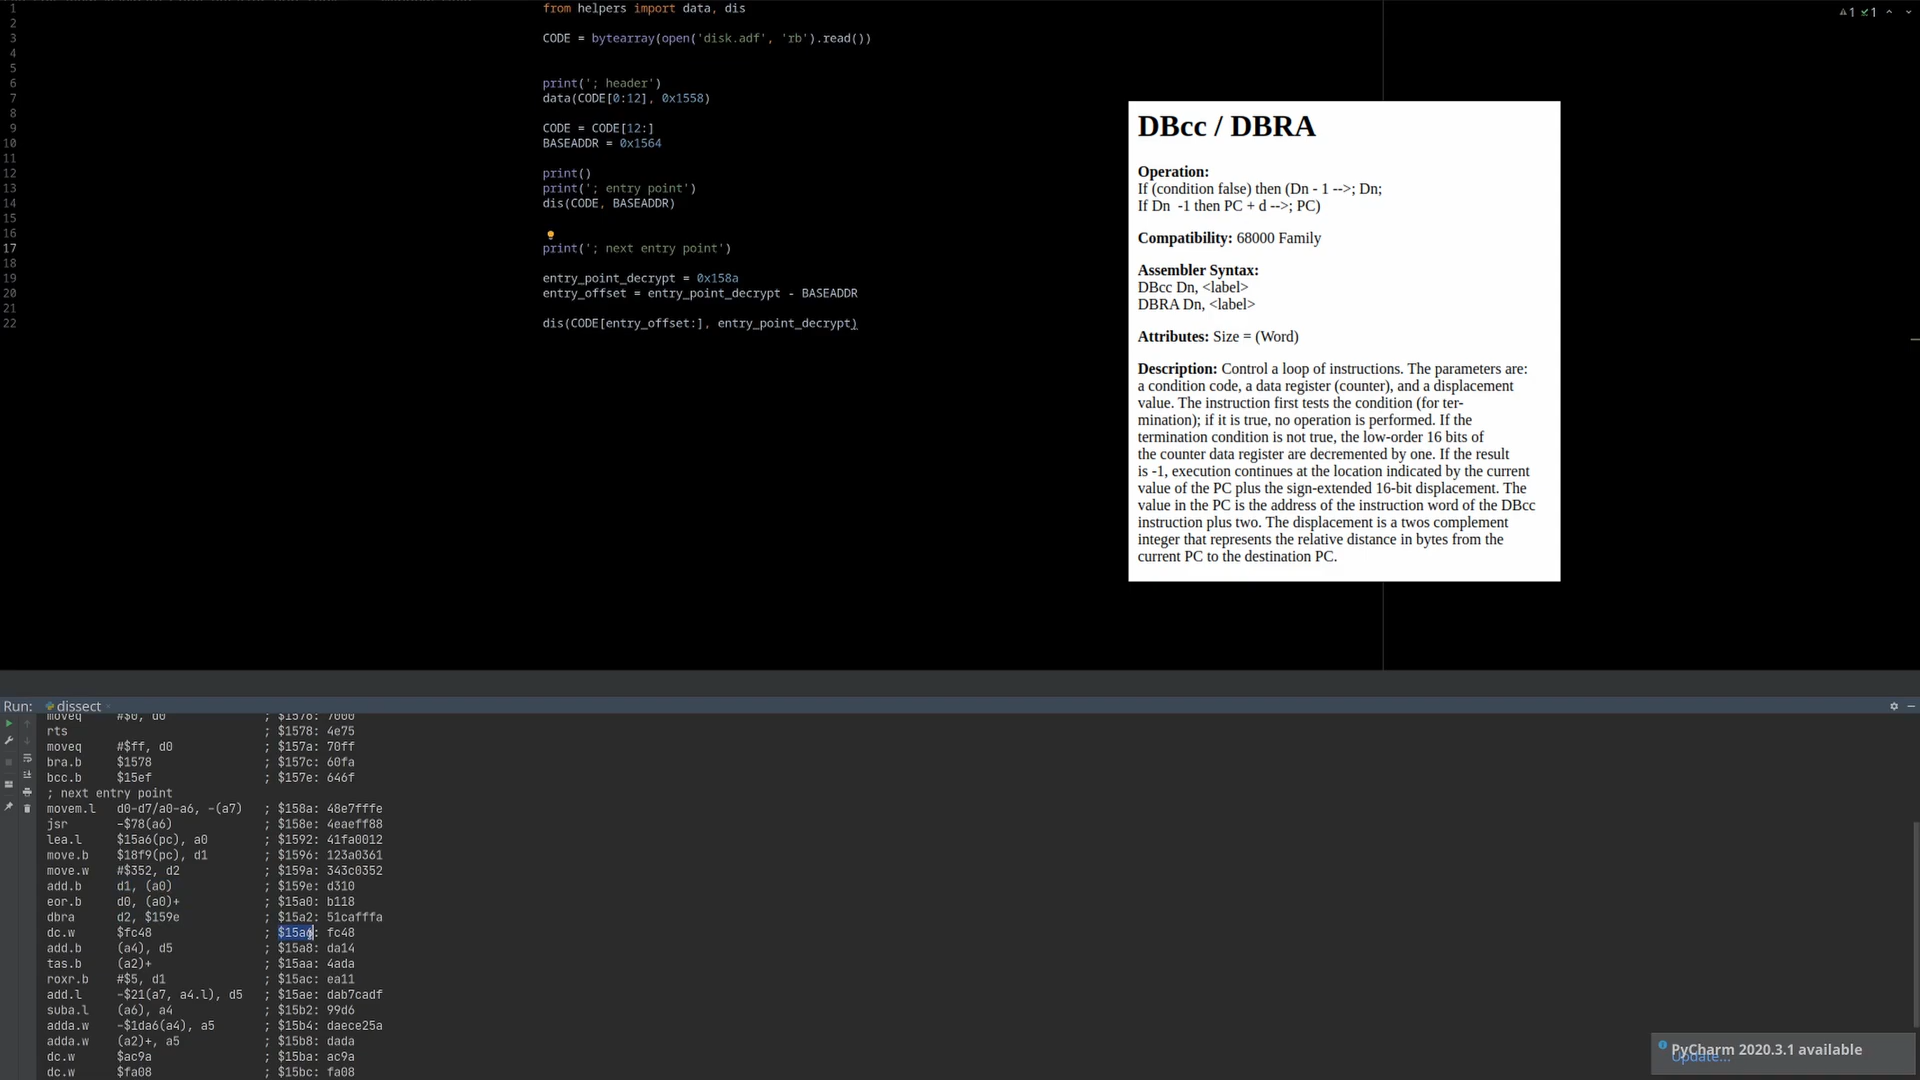 1 from helpers import data, dis
2
3 CODE = bytearray(open('disk.adf', 'rb').read())
4
5
6 print('; header')
7 data(CODE[0:12], 0x1558)
8
9 CODE = CODE[12:]
10 BASEADDR = 0x1564
11
12 print()
13 print('; entry point')
14 dis(CODE, BASEADDR)
15
16
17 print('; next entry point')
18
19 entry_point_decrypt = 0x158a
20 entry_offset = entry_point_decrypt - BASEADDR
21
22 dis(CODE[entry_offset:], entry_point_decrypt)
1 1
DBcc / DBRA
Operation:
If (condition false) then (Dn - 1 -->; Dn;
If Dn -1 then PC + d -->; PC)
Compatibility: 68000 Family
Assembler Syntax:
DBcc Dn, <label>
DBRA Dn, <label>
Attributes: Size = (Word)
Description: Control a loop of instructions. The parameters are:
a condition code, a data register (counter), and a displacement
value. The instruction first tests the condition (for ter-
mination); if it is true, no operation is performed. If the
termination condition is not true, the low-order 16 bits of
the counter data register are decremented by one. If the result
is -1, execution continues at the location indicated by the current
value of the PC plus the sign-extended 16-bit displacement. The
value in the PC is the address of the instruction word of the DBcc
instruction plus two. The displacement is a twos complement
integer that represents the relative distance in bytes from the
current PC to the destination PC.
Run: dissect
moveq #$0, d0 ; $1576: 7000
rts ; $1578: 4e75
moveq #$ff, d0 ; $157a: 70ff
bra.b $1578 ; $157c: 60fa
bcc.b $15ef ; $157e: 646f
; next entry point
movem.l d0-d7/a0-a6, -(a7) ; $158a: 48e7fffe
jsr -$78(a6) ; $158e: 4eaeff88
lea.l $15a6(pc), a0 ; $1592: 41fa0012
move.b $18f9(pc), d1 ; $1596: 123a0361
move.w #$352, d2 ; $159a: 343c0352
add.b d1, (a0) ; $159e: d310
eor.b d0, (a0)+ ; $15a0: b118
dbra d2, $159e ; $15a2: 51cafffa
dc.w $fc48 ; $15a6: fc48
add.b (a4), d5 ; $15a8: da14
tas.b (a2)+ ; $15aa: 4ada
roxr.b #$5, d1 ; $15ac: ea11
add.l -$21(a7, a4.l), d5 ; $15ae: dab7cadf
suba.l (a6), a4 ; $15b2: 99d6
adda.w -$1da6(a4), a5 ; $15b4: daece25a
adda.w (a2)+, a5 ; $15b8: dada
dc.w $ac9a ; $15ba: ac9a
dc.w $fa08 ; $15bc: fa08
PyCharm 2020.3.1 available
Update...